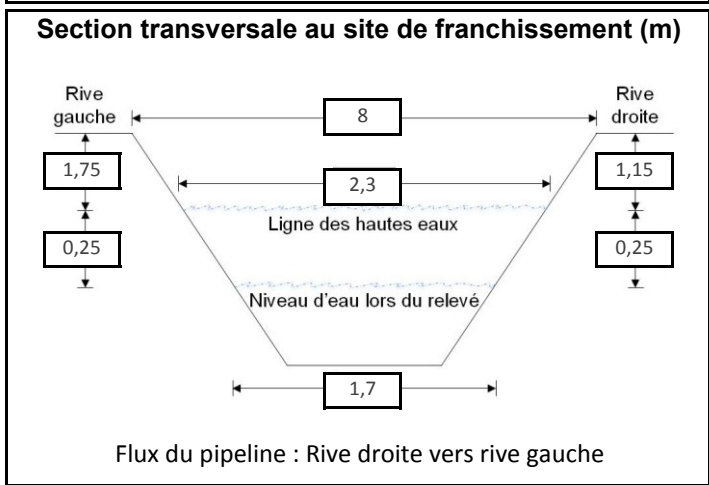 Section transversale au site de franchissement (m)
Rive
gauche
8
Rive
droite
1,75
2,3
1,15
Ligne des hautes eaux
0,25
0,25
Niveau d'eau lors du relevé
1,7
Flux du pipeline : Rive droite vers rive gauche